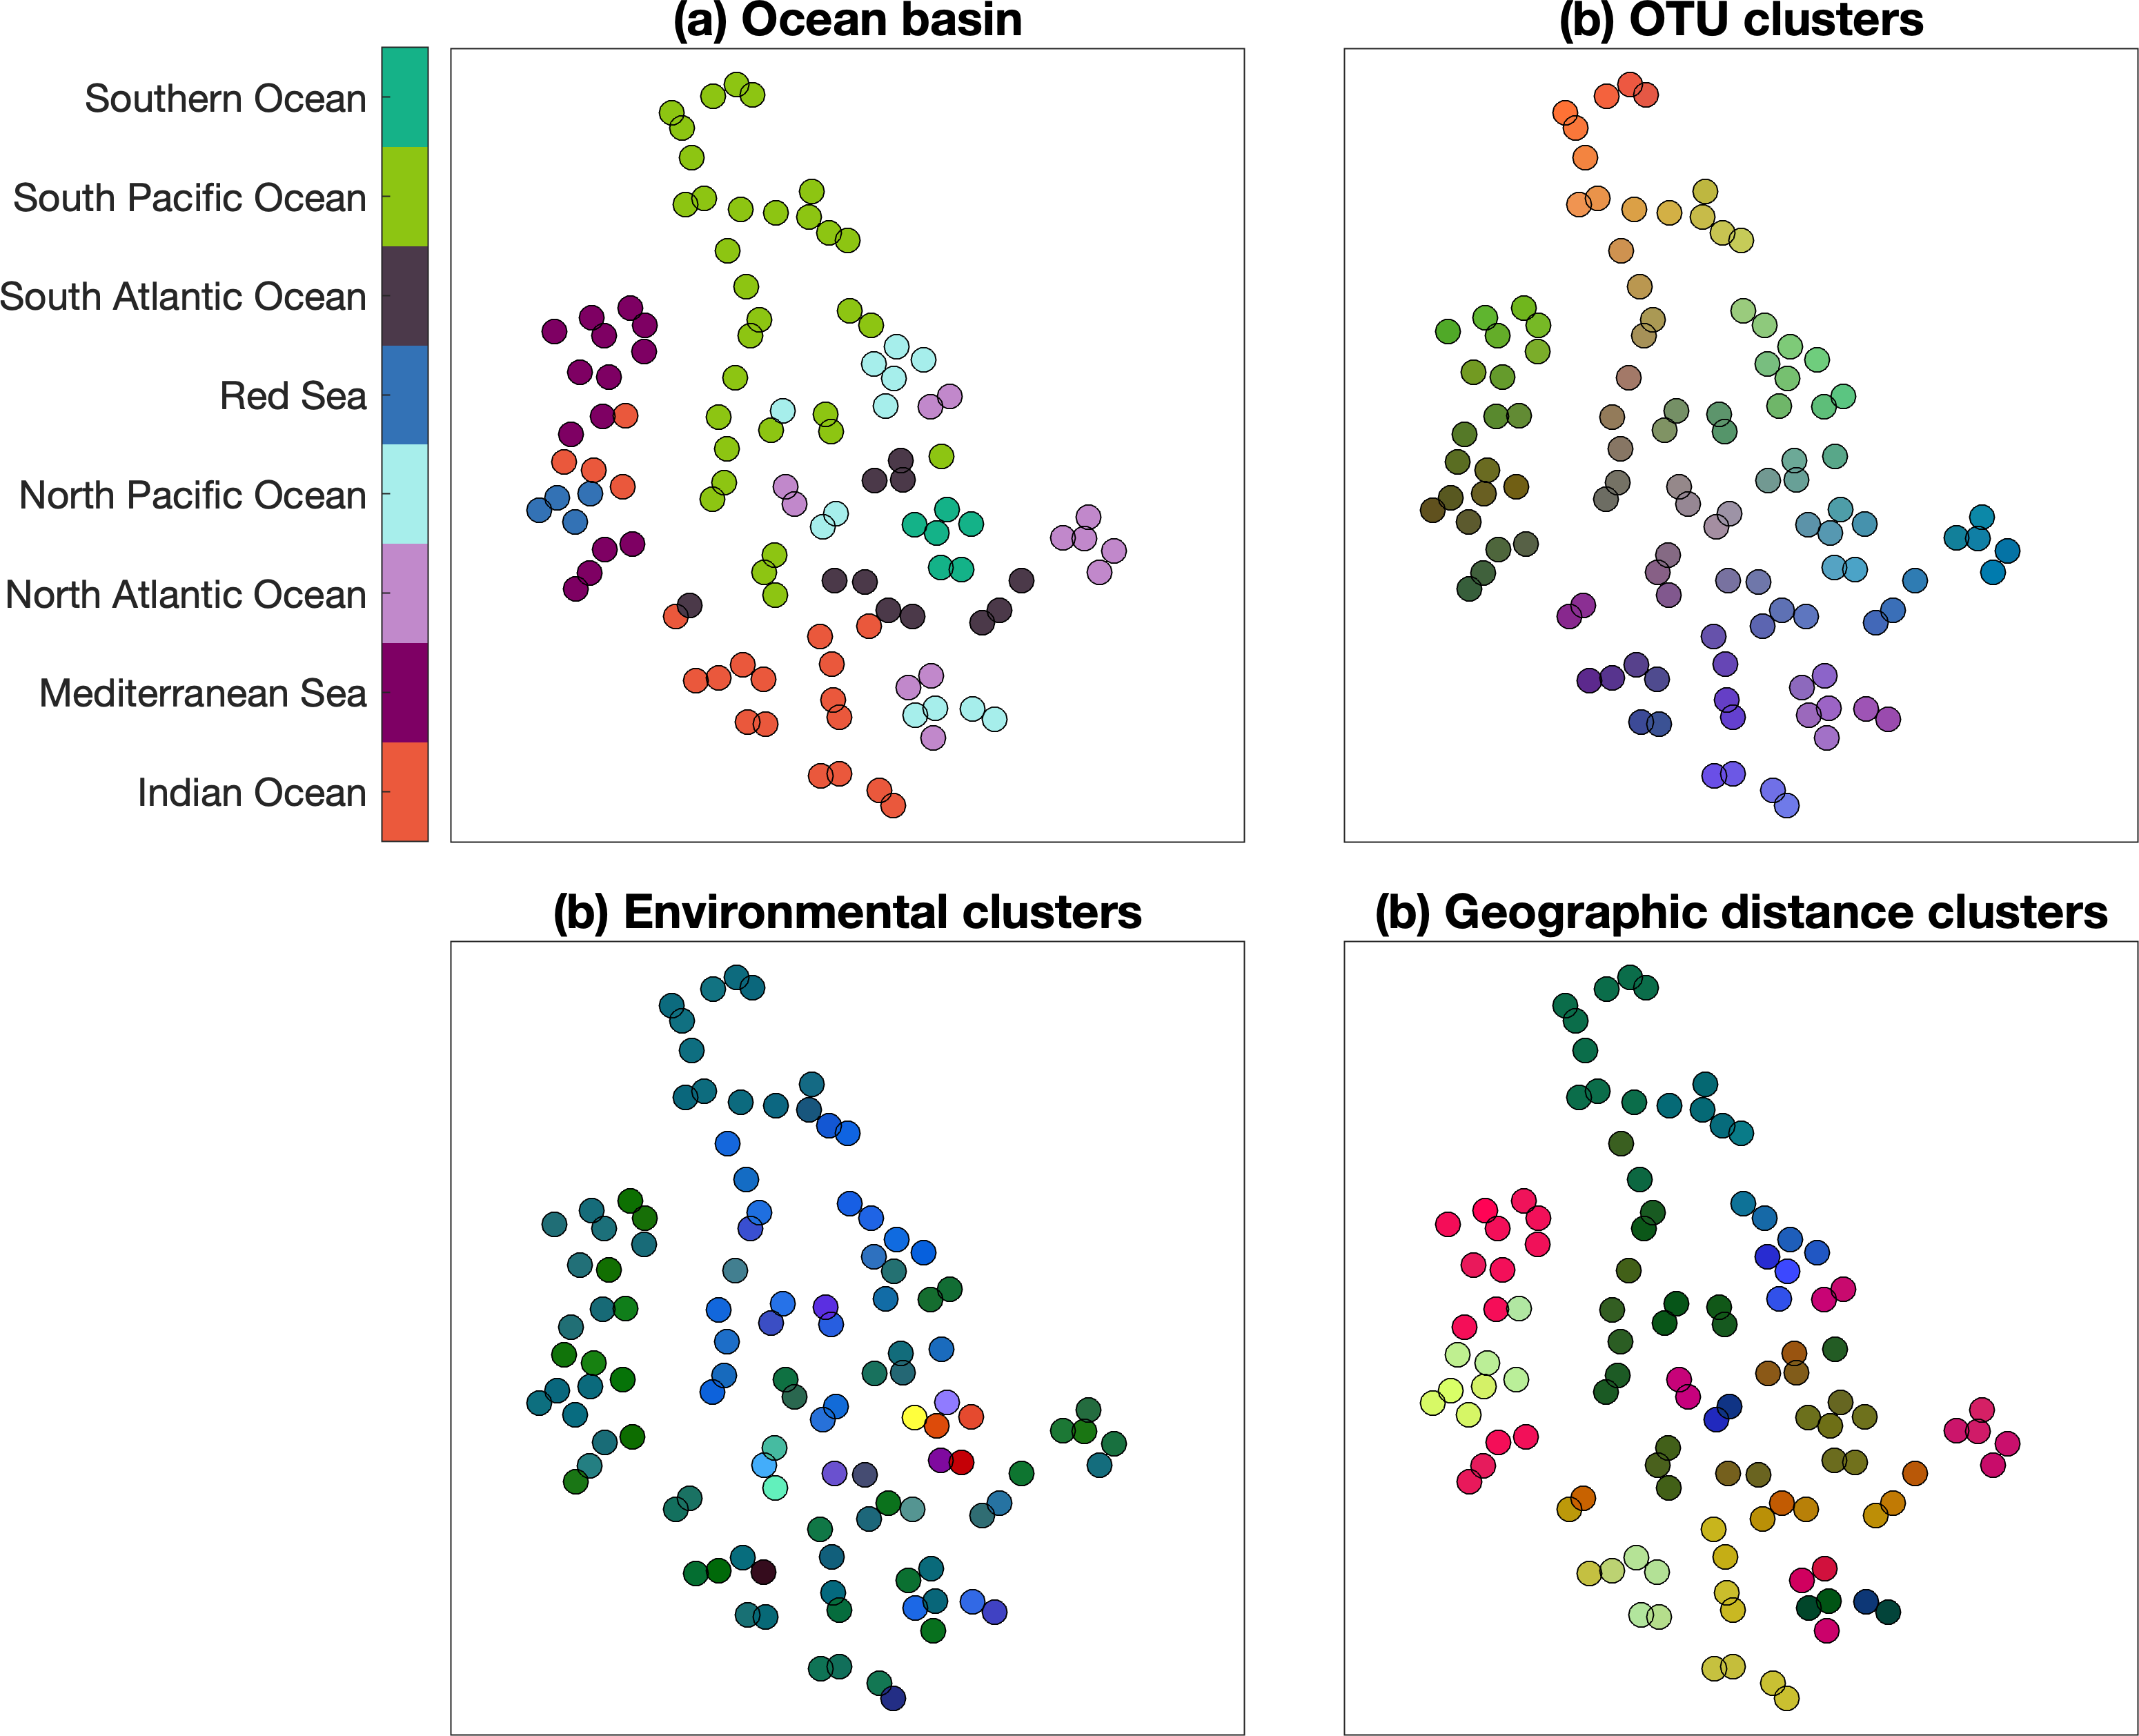 (a) Ocean basin
(b) OTU clusters
Southern Ocean
South Pacific Ocean
South Atlantic Ocean
Red Sea
North Pacific Ocean
North Atlantic Ocean
Mediterranean Sea
Indian Ocean
(b) Environmental clusters
(b) Geographic distance clusters